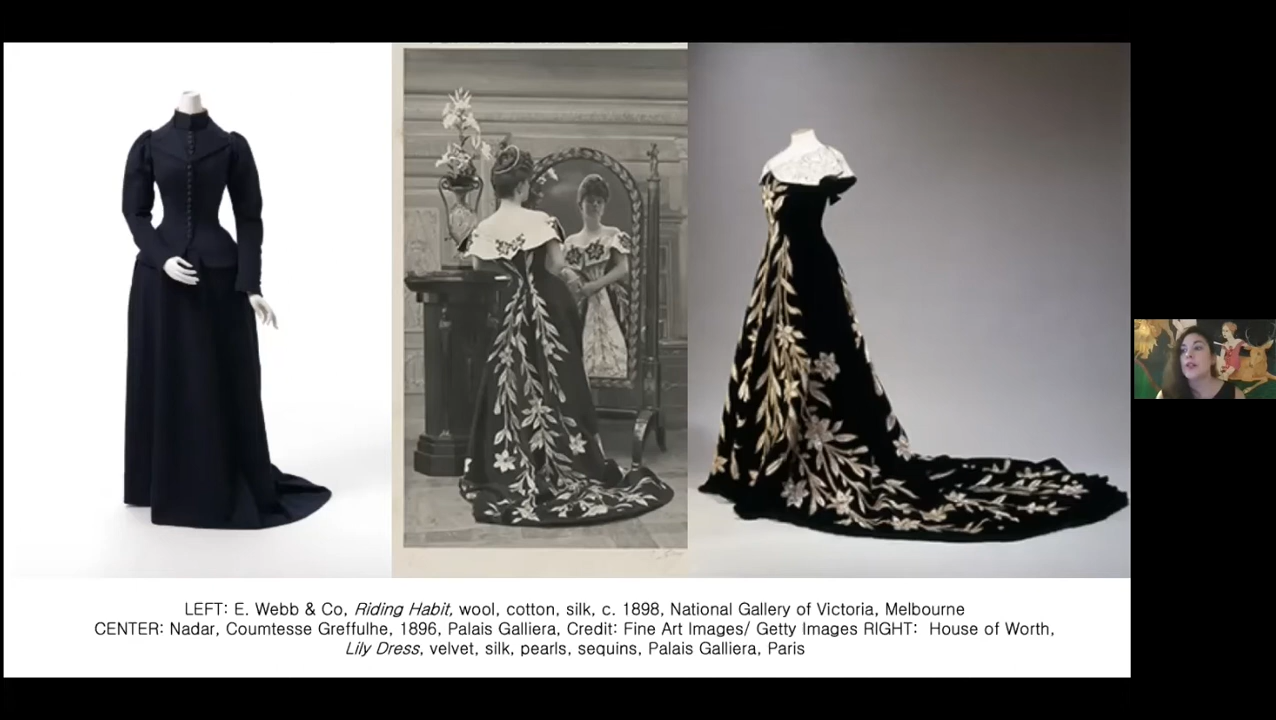 LEFT: E. Webb & Co, Riding Habit, wool, cotton, silk, c. 1898, National Gallery of Victoria, Melbourne
CENTER: Nadar, Coumtesse Greffulhe, 1896, Palais Galliera, Credit: Fine Art Images/ Getty Images RIGHT: House of Worth,
Lily Dress, velvet, silk, pearls, sequins, Palais Galliera, Paris